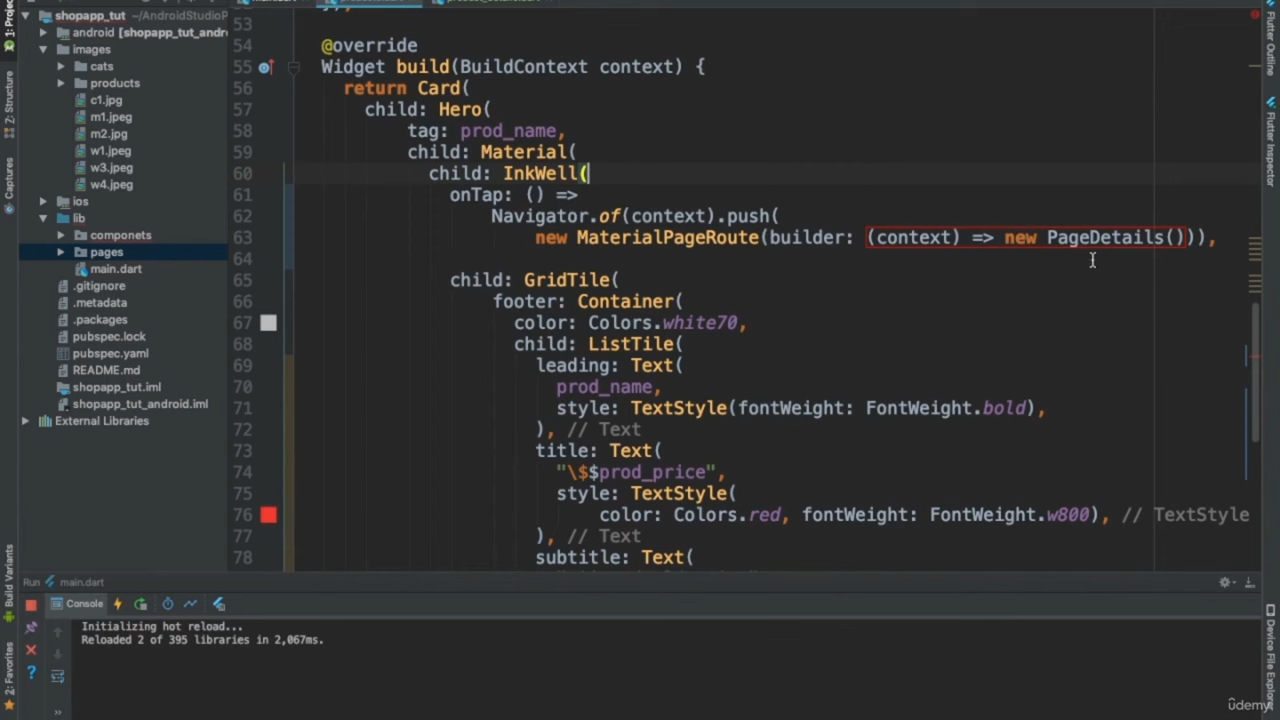 1: Project
shopapp_tut ~/AndroidStudioP
android [shopapp_tut_andro
images
cats
products
c1.jpg
m1.jpeg
m2.jpg
w1.jpeg
w3.jpeg
w4.jpeg
ios
lib
componets
pages
main.dart
.gitignore
.metadata
.packages
pubspec.lock
pubspec.yaml
README.md
shopapp_tut.iml
shopapp_tut_android.iml
External Libraries
Z: Structure
Captures
Build Variants
2: Favorites
53
54 @override
55 Widget build(BuildContext context) {
56 return Card(
57 child: Hero(
58 tag: prod_name,
59 child: Material(
60 child: InkWell(
61 onTap: () =>
62 Navigator.of(context).push(
63 new MaterialPageRoute(builder: (context) => new PageDetails())),
64
65 child: GridTile(
66 footer: Container(
67 color: Colors.white70,
68 child: ListTile(
69 leading: Text(
70 prod_name,
71 style: TextStyle(fontWeight: FontWeight.bold),
72 ), // Text
73 title: Text(
74 "\$$prod_price",
75 style: TextStyle(
76 color: Colors.red, fontWeight: FontWeight.w800), // TextStyle
77 ), // Text
78 subtitle: Text(
Flutter Outline
Flutter Inspector
Device File Explor
Run main.dart
Console
Initializing hot reload...
Reloaded 2 of 395 libraries in 2,067ms.
udemy